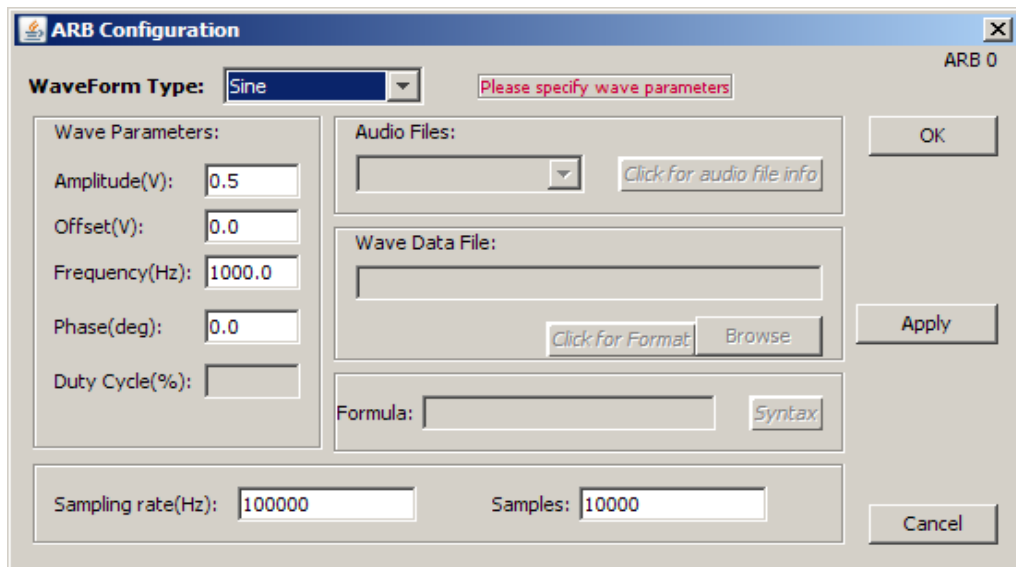 ARB Configuration
ARB 0
WaveForm Type: Sine
Please specify wave parameters
Wave Parameters:
Amplitude(V): 0.5
Offset(V): 0.0
Frequency(Hz): 1000.0
Phase(deg): 0.0
Duty Cycle(%):
Audio Files:
Click for audio file info
Wave Data File:
Click for Format
Browse
Formula:
Syntax
Sampling rate(Hz): 100000
Samples: 10000
OK
Apply
Cancel